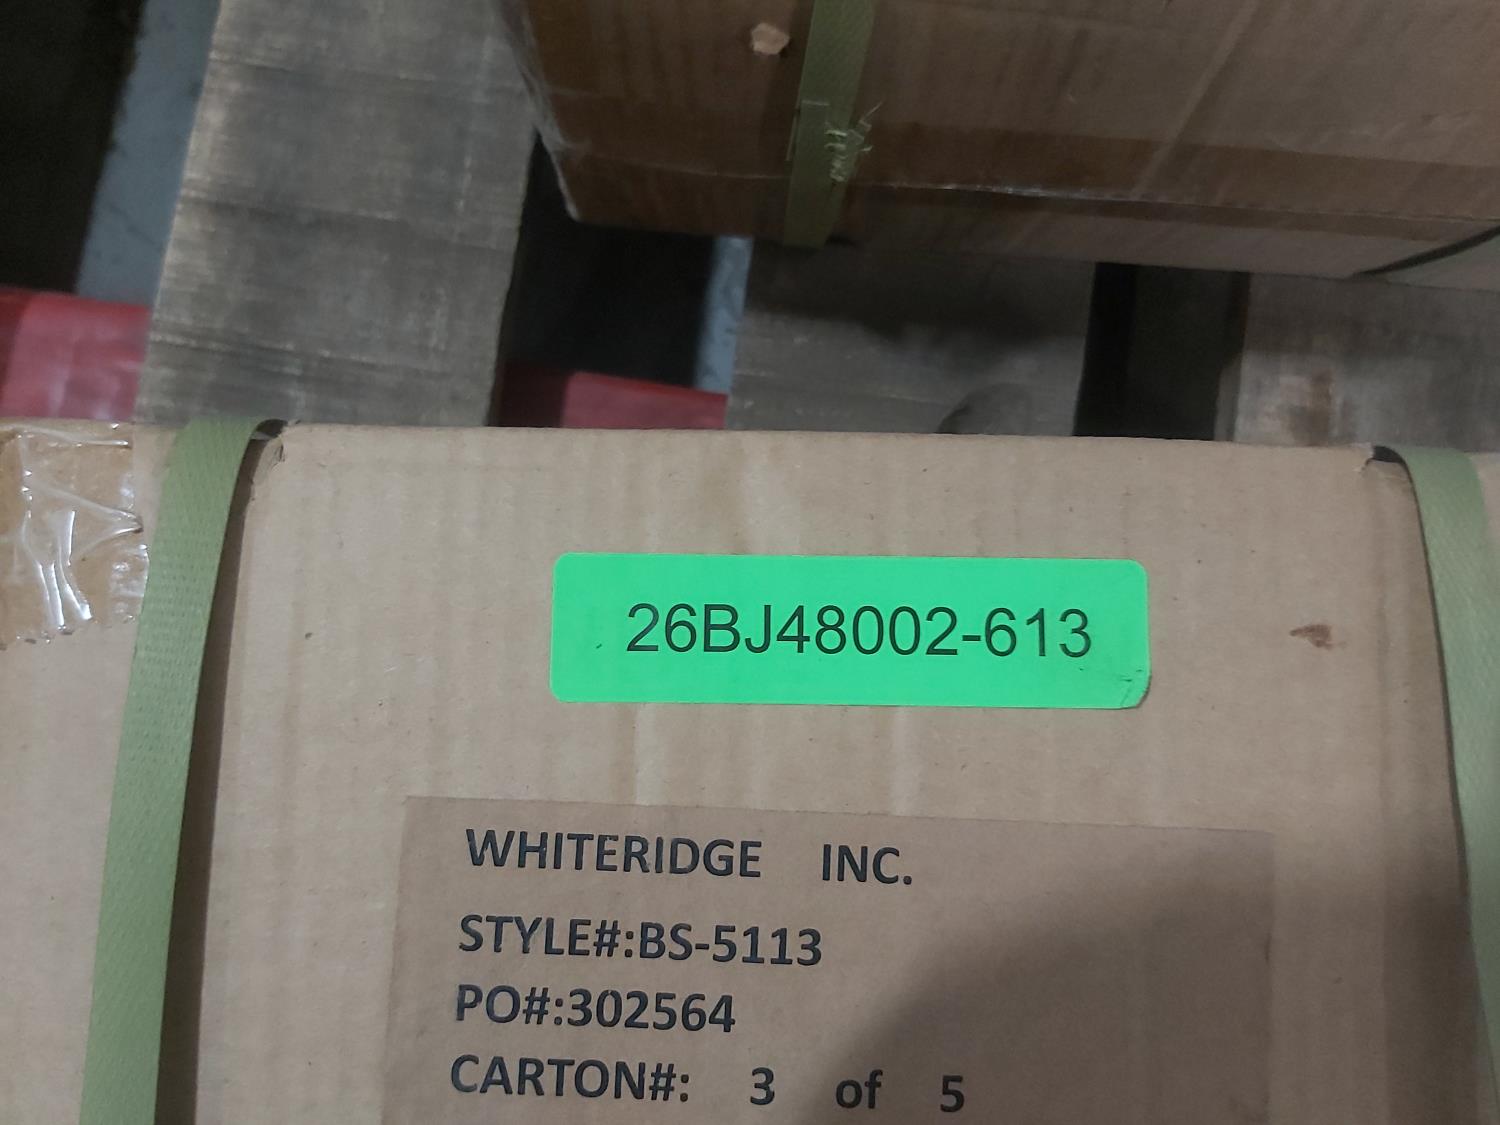 26BJ48002-613
WHITERIDGE INC.
STYLE#:BS-5113
PO#:302564
CARTON#: 3 of 5